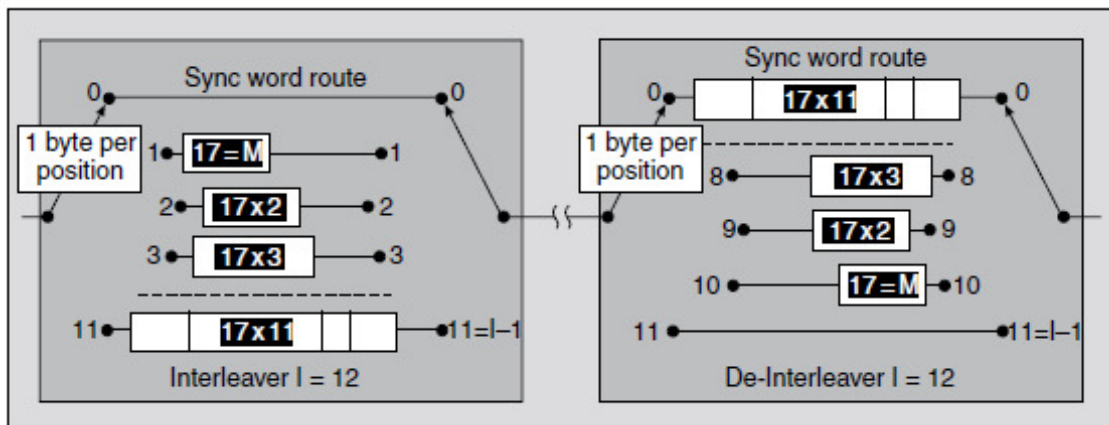 Sync word route
0 0
1 byte per
position
1 17=M 1
2 17x2 2
3 17x3 3
11 17x11 11=I–1
Interleaver I = 12
Sync word route
0 17x11 0
1 byte per
position
8 17x3 8
9 17x2 9
10 17=M 10
11 11=I–1
De-Interleaver I = 12